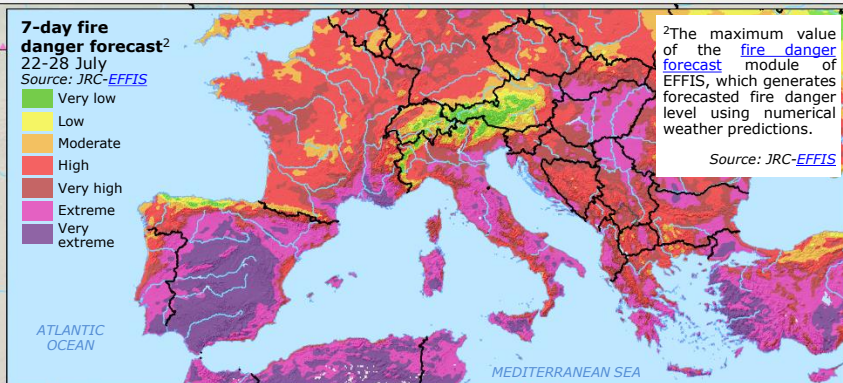 7-day fire
danger forecast2
22-28 July
Source: JRC-EFFIS
Very low
Low
Moderate
High
Very high
Extreme
Very
extreme
2The maximum value
of the fire danger
forecast module of
EFFIS, which generates
forecasted fire danger
level using numerical
weather predictions.
Source: JRC-EFFIS
ATLANTIC
OCEAN
MEDITERRANEAN SEA